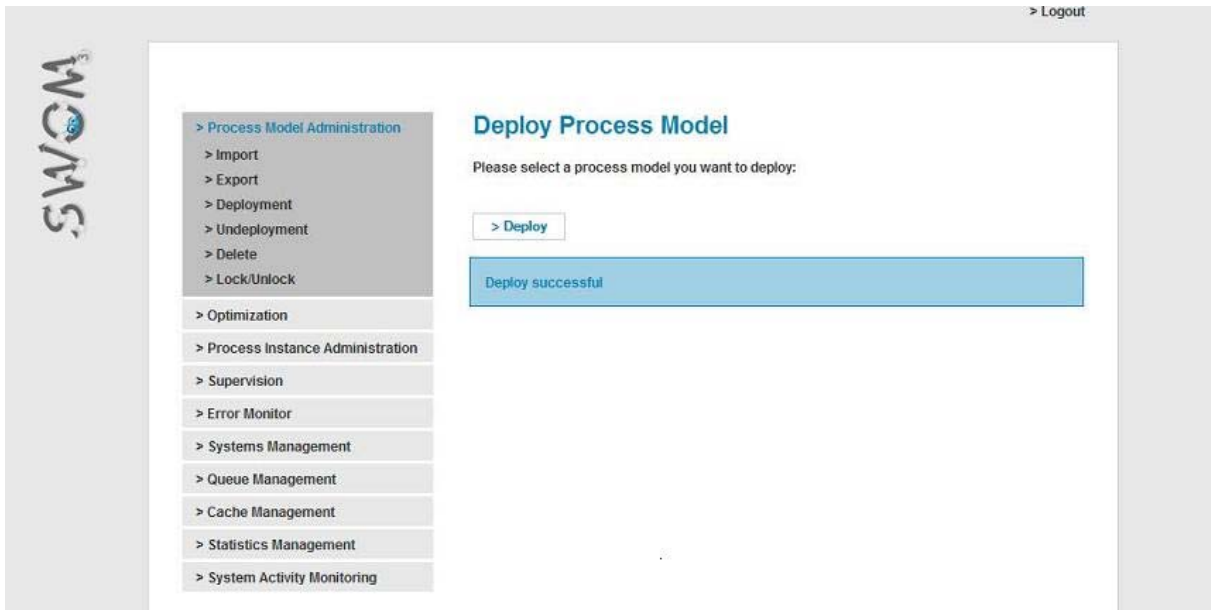 > Logout
SWOM
> Process Model Administration
> Import
> Export
> Deployment
> Undeployment
> Delete
> Lock/Unlock
> Optimization
> Process Instance Administration
> Supervision
> Error Monitor
> Systems Management
> Queue Management
> Cache Management
> Statistics Management
> System Activity Monitoring
Deploy Process Model
Please select a process model you want to deploy:
> Deploy
Deploy successful